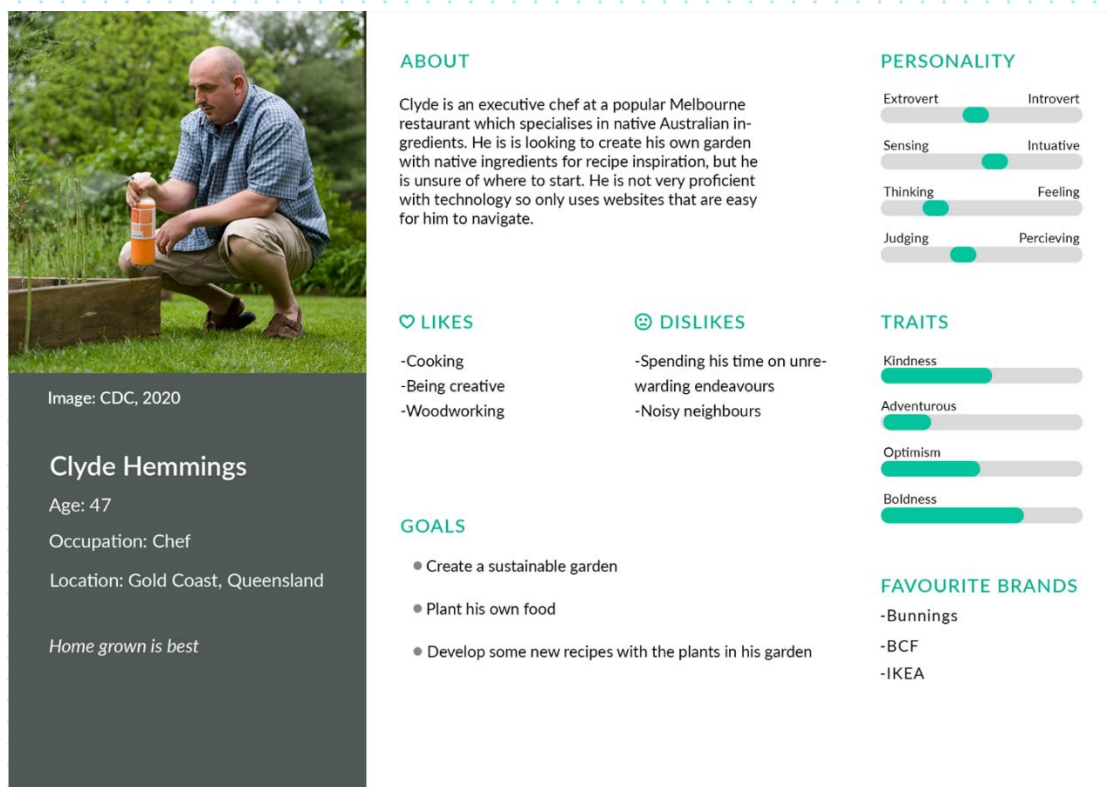 Image: CDC, 2020
Clyde Hemmings
Age: 47
Occupation: Chef
Location: Gold Coast, Queensland
Home grown is best
ABOUT
Clyde is an executive chef at a popular Melbourne
restaurant which specialises in native Australian in-
gredients. He is is looking to create his own garden
with native ingredients for recipe inspiration, but he
is unsure of where to start. He is not very proficient
with technology so only uses websites that are easy
for him to navigate.
LIKES
-Cooking
-Being creative
-Woodworking
DISLIKES
-Spending his time on unre-
warding endeavours
-Noisy neighbours
GOALS
Create a sustainable garden
Plant his own food
Develop some new recipes with the plants in his garden
PERSONALITY
Extrovert Introvert
Sensing Intuative
Thinking Feeling
Judging Percieving
TRAITS
Kindness
Adventurous
Optimism
Boldness
FAVOURITE BRANDS
-Bunnings
-BCF
-IKEA